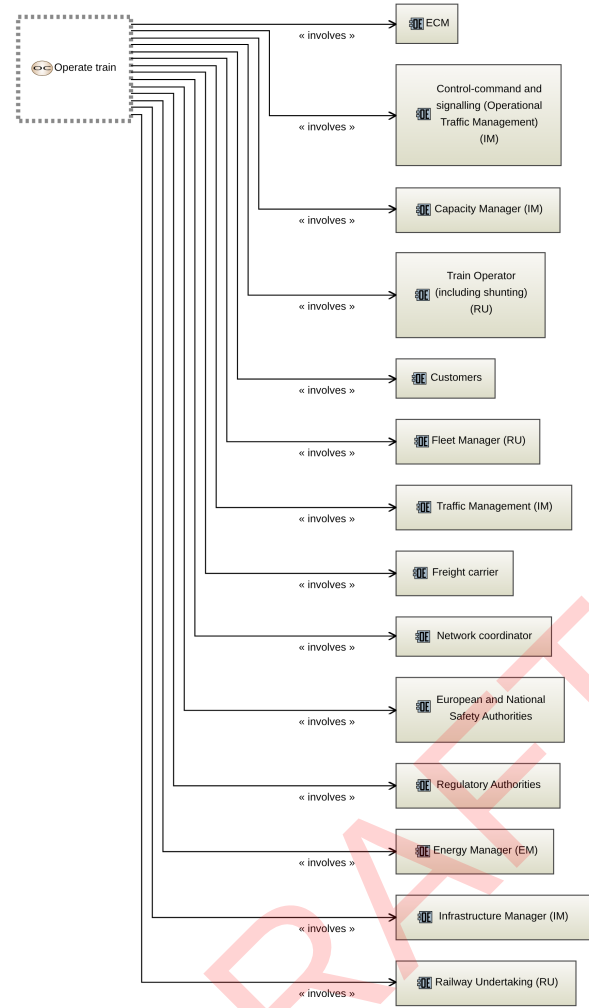 Operate train
ECM
« involves »
Control-command and
signalling (Operational
Traffic Management)
(IM)
« involves »
Capacity Manager (IM)
« involves »
Train Operator
(including shunting)
(RU)
« involves »
Customers
« involves »
Fleet Manager (RU)
« involves »
Traffic Management (IM)
« involves »
Freight carrier
« involves »
Network coordinator
« involves »
European and National
Safety Authorities
« involves »
Regulatory Authorities
« involves »
Energy Manager (EM)
« involves »
Infrastructure Manager (IM)
« involves »
Railway Undertaking (RU)
« involves »
RAFT